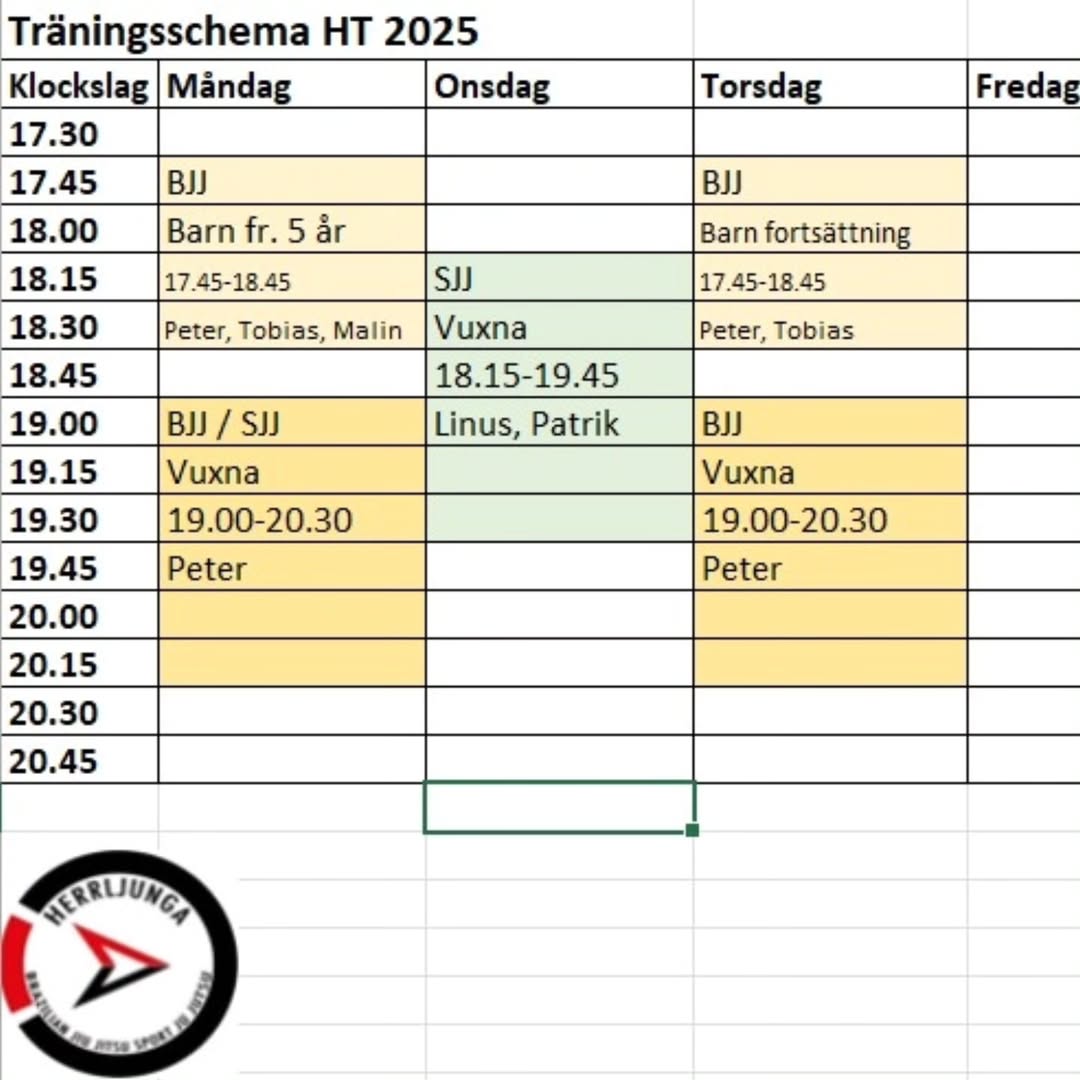 Träningsschema HT 2025
Klockslag Måndag Onsdag Torsdag Fredag
17.30
17.45 BJJ BJJ
18.00 Barn fr. 5 år Barn fortsättning
18.15 17.45-18.45 SJJ 17.45-18.45
18.30 Peter, Tobias, Malin Vuxna Peter, Tobias
18.45 18.15-19.45
19.00 BJJ / SJJ Linus, Patrik BJJ
19.15 Vuxna Vuxna
19.30 19.00-20.30 19.00-20.30
19.45 Peter Peter
20.00
20.15
20.30
20.45
HERRLJUNGA
BRAZILIAN JIU JITSU SPORT JU JUTSU